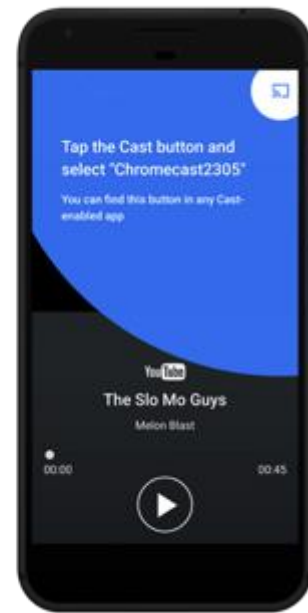 Tap the Cast button and
select "Chromecast2305"
You can find this button in any Cast-
enabled app
YouTube
The Slo Mo Guys
Melon Blast
00:00
00:45